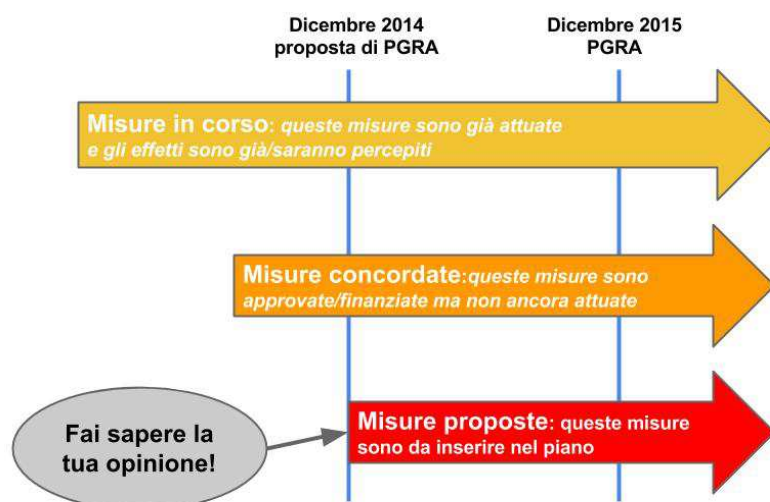 Dicembre 2014
proposta di PGRA
Dicembre 2015
PGRA
Misure in corso: queste misure sono già attuate
e gli effetti sono già/saranno percepiti
Misure concordate:queste misure sono
approvate/finanziate ma non ancora attuate
Misure proposte: queste misure
sono da inserire nel piano
Fai sapere la
tua opinione!